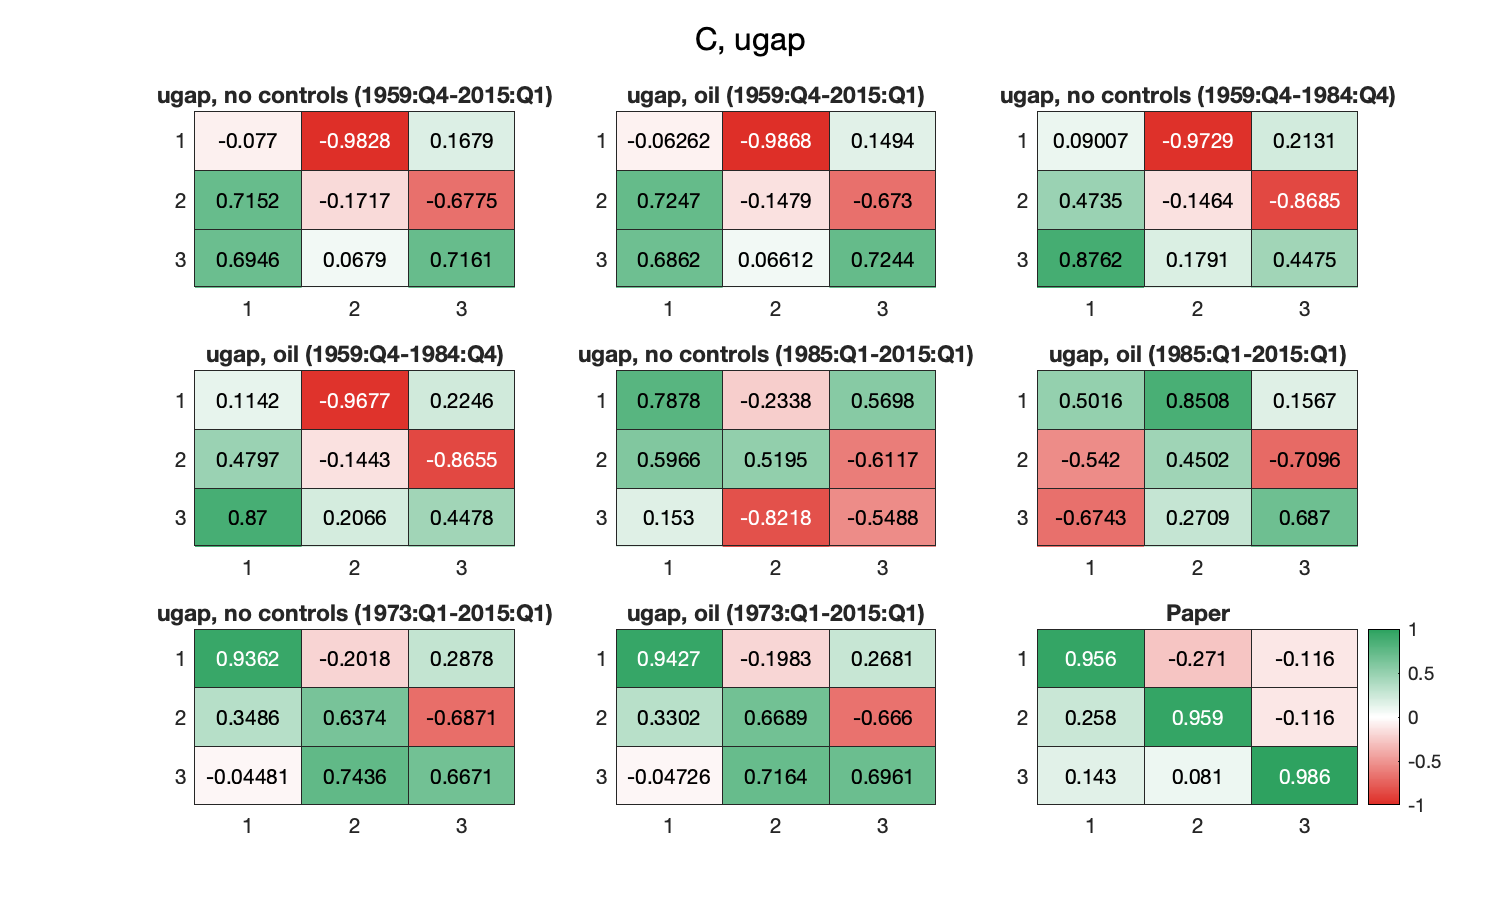 C, ugap
ugap, no controls (1959:Q4-2015:Q1)
1 -0.077 -0.9828 0.1679
2 0.7152 -0.1717 -0.6775
3 0.6946 0.0679 0.7161
1 2 3
ugap, oil (1959:Q4-2015:Q1)
1 -0.06262 -0.9868 0.1494
2 0.7247 -0.1479 -0.673
3 0.6862 0.06612 0.7244
1 2 3
ugap, no controls (1959:Q4-1984:Q4)
1 0.09007 -0.9729 0.2131
2 0.4735 -0.1464 -0.8685
3 0.8762 0.1791 0.4475
1 2 3
ugap, oil (1959:Q4-1984:Q4)
1 0.1142 -0.9677 0.2246
2 0.4797 -0.1443 -0.8655
3 0.87 0.2066 0.4478
1 2 3
ugap, no controls (1985:Q1-2015:Q1)
1 0.7878 -0.2338 0.5698
2 0.5966 0.5195 -0.6117
3 0.153 -0.8218 -0.5488
1 2 3
ugap, oil (1985:Q1-2015:Q1)
1 0.5016 0.8508 0.1567
2 -0.542 0.4502 -0.7096
3 -0.6743 0.2709 0.687
1 2 3
ugap, no controls (1973:Q1-2015:Q1)
1 0.9362 -0.2018 0.2878
2 0.3486 0.6374 -0.6871
3 -0.04481 0.7436 0.6671
1 2 3
ugap, oil (1973:Q1-2015:Q1)
1 0.9427 -0.1983 0.2681
2 0.3302 0.6689 -0.666
3 -0.04726 0.7164 0.6961
1 2 3
Paper
1 0.956 -0.271 -0.116
2 0.258 0.959 -0.116
3 0.143 0.081 0.986
1 2 3
1
0.5
0
-0.5
-1